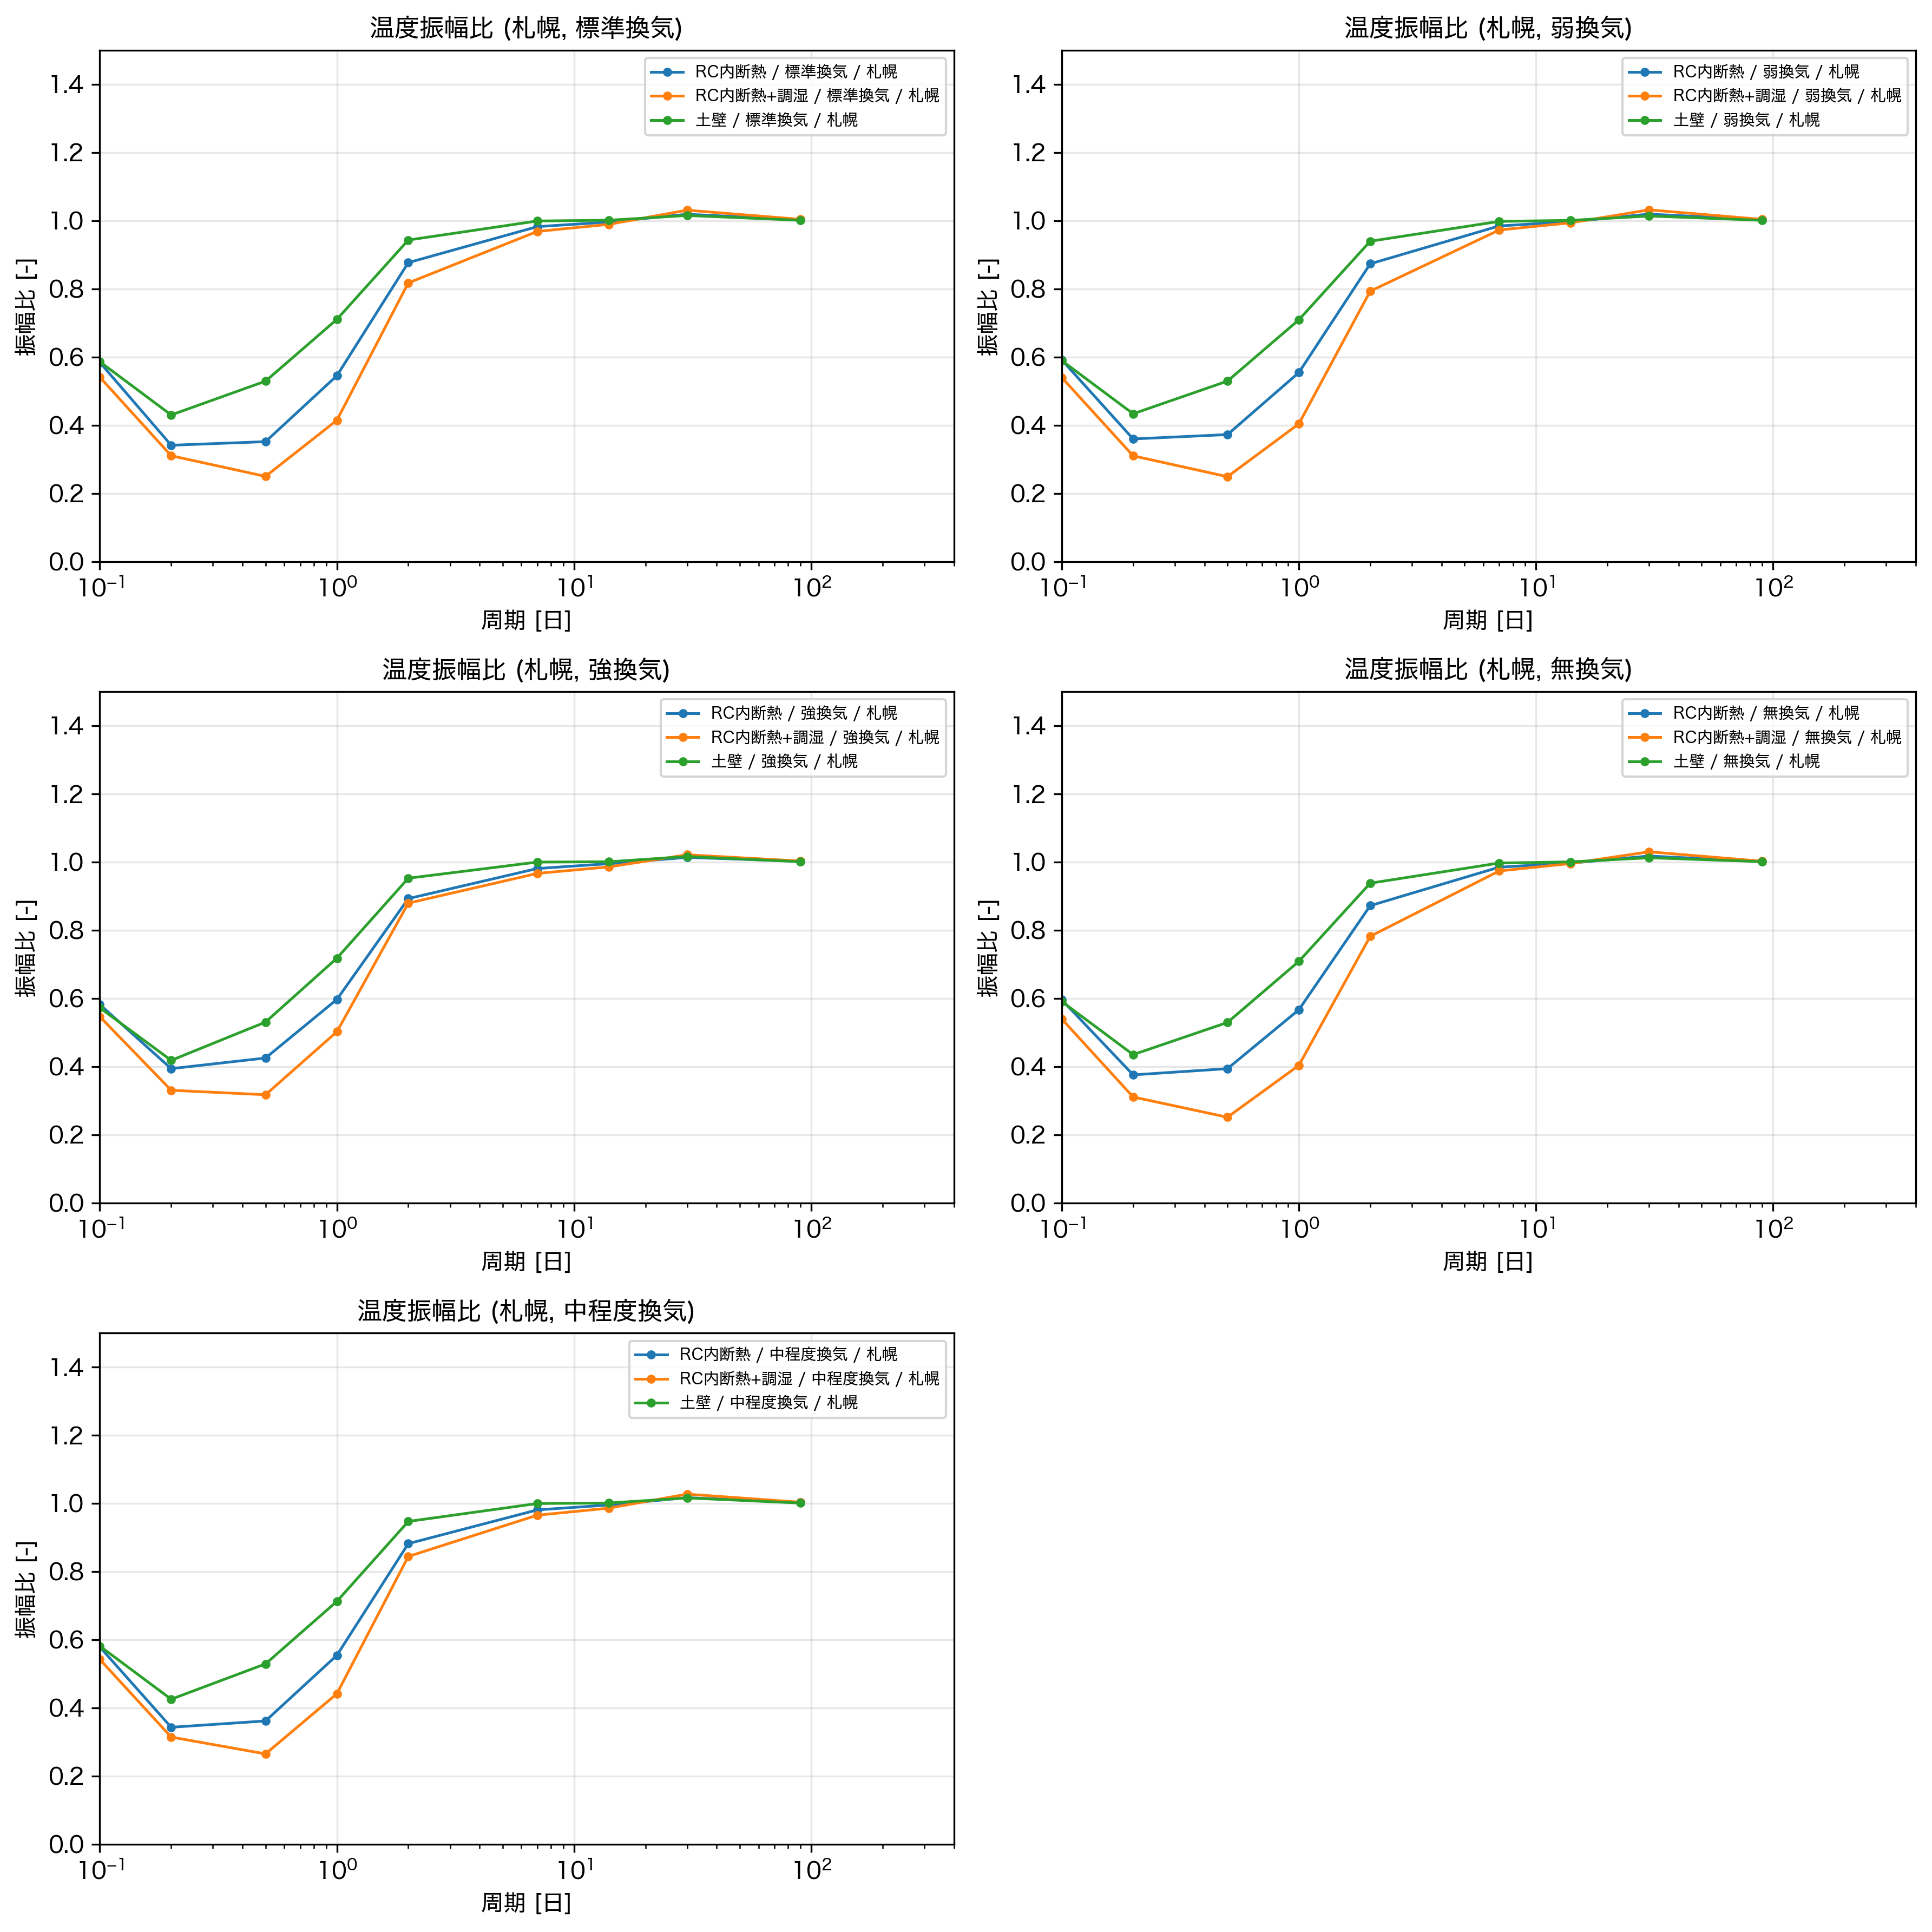 温度振幅比 (札幌, 標準換気)
振幅比 [-]
1.4
1.2
1.0
0.8
0.6
0.4
0.2
0.0
RC内断熱 / 標準換気 / 札幌
RC内断熱+調湿 / 標準換気 / 札幌
土壁 / 標準換気 / 札幌
10⁻¹ 10⁰ 10¹ 10²
周期 [日]
温度振幅比 (札幌, 弱換気)
振幅比 [-]
1.4
1.2
1.0
0.8
0.6
0.4
0.2
0.0
RC内断熱 / 弱換気 / 札幌
RC内断熱+調湿 / 弱換気 / 札幌
土壁 / 弱換気 / 札幌
10⁻¹ 10⁰ 10¹ 10²
周期 [日]
温度振幅比 (札幌, 強換気)
振幅比 [-]
1.4
1.2
1.0
0.8
0.6
0.4
0.2
0.0
RC内断熱 / 強換気 / 札幌
RC内断熱+調湿 / 強換気 / 札幌
土壁 / 強換気 / 札幌
10⁻¹ 10⁰ 10¹ 10²
周期 [日]
温度振幅比 (札幌, 無換気)
振幅比 [-]
1.4
1.2
1.0
0.8
0.6
0.4
0.2
0.0
RC内断熱 / 無換気 / 札幌
RC内断熱+調湿 / 無換気 / 札幌
土壁 / 無換気 / 札幌
10⁻¹ 10⁰ 10¹ 10²
周期 [日]
温度振幅比 (札幌, 中程度換気)
振幅比 [-]
1.4
1.2
1.0
0.8
0.6
0.4
0.2
0.0
RC内断熱 / 中程度換気 / 札幌
RC内断熱+調湿 / 中程度換気 / 札幌
土壁 / 中程度換気 / 札幌
10⁻¹ 10⁰ 10¹ 10²
周期 [日]